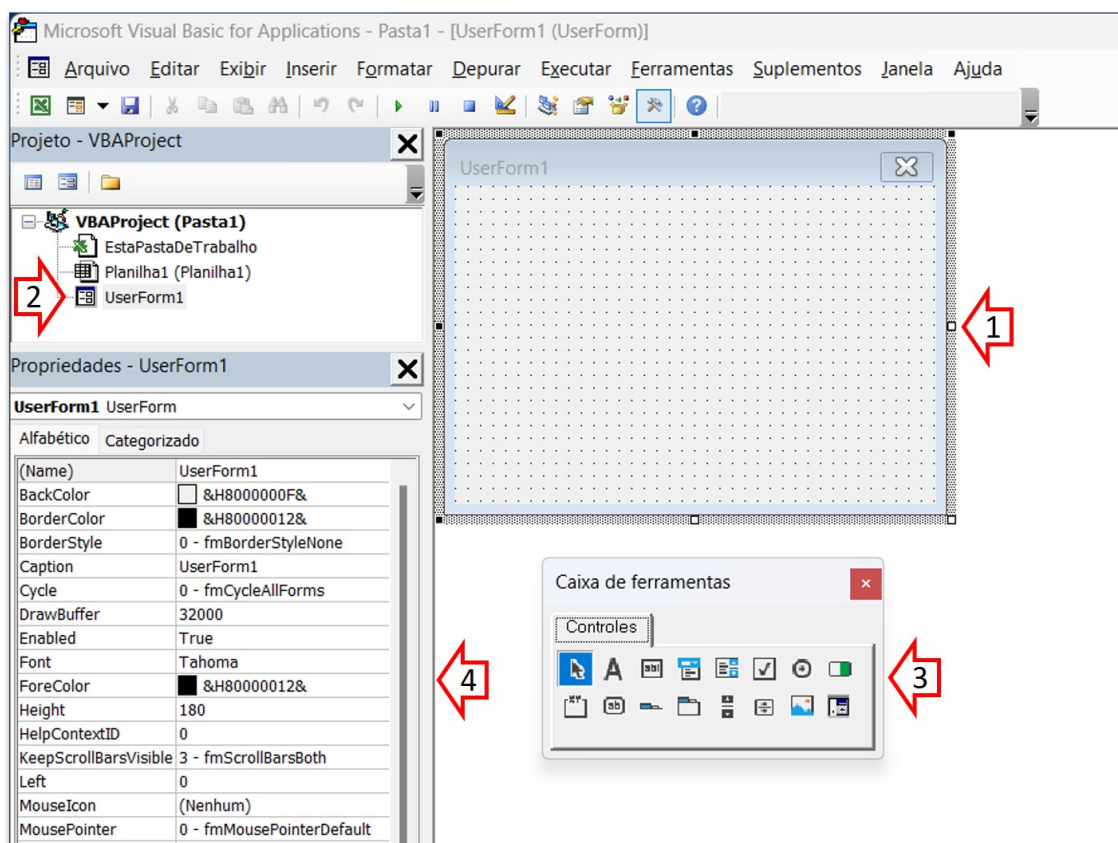 Microsoft Visual Basic for Applications - Pasta1 - [UserForm1 (UserForm)]
Arquivo Editar Exibir Inserir Formatar Depurar Executar Ferramentas Suplementos Janela Ajuda
Projeto - VBAProject
VBAProject (Pasta1)
EstaPastaDeTrabalho
Planilha1 (Planilha1)
2
UserForm1
UserForm1
1
Propriedades - UserForm1
UserForm1 UserForm
Alfabético Categorizado
(Name) UserForm1
BackColor &H8000000F&
BorderColor &H80000012&
BorderStyle 0 - fmBorderStyleNone
Caption UserForm1
Cycle 0 - fmCycleAllForms
DrawBuffer 32000
Enabled True
Font Tahoma
ForeColor &H80000012&
Height 180
HelpContextID 0
KeepScrollBarsVisible 3 - fmScrollBarsBoth
Left 0
MouseIcon (Nenhum)
MousePointer 0 - fmMousePointerDefault
4
Caixa de ferramentas
Controles
A abl
XY ab
3